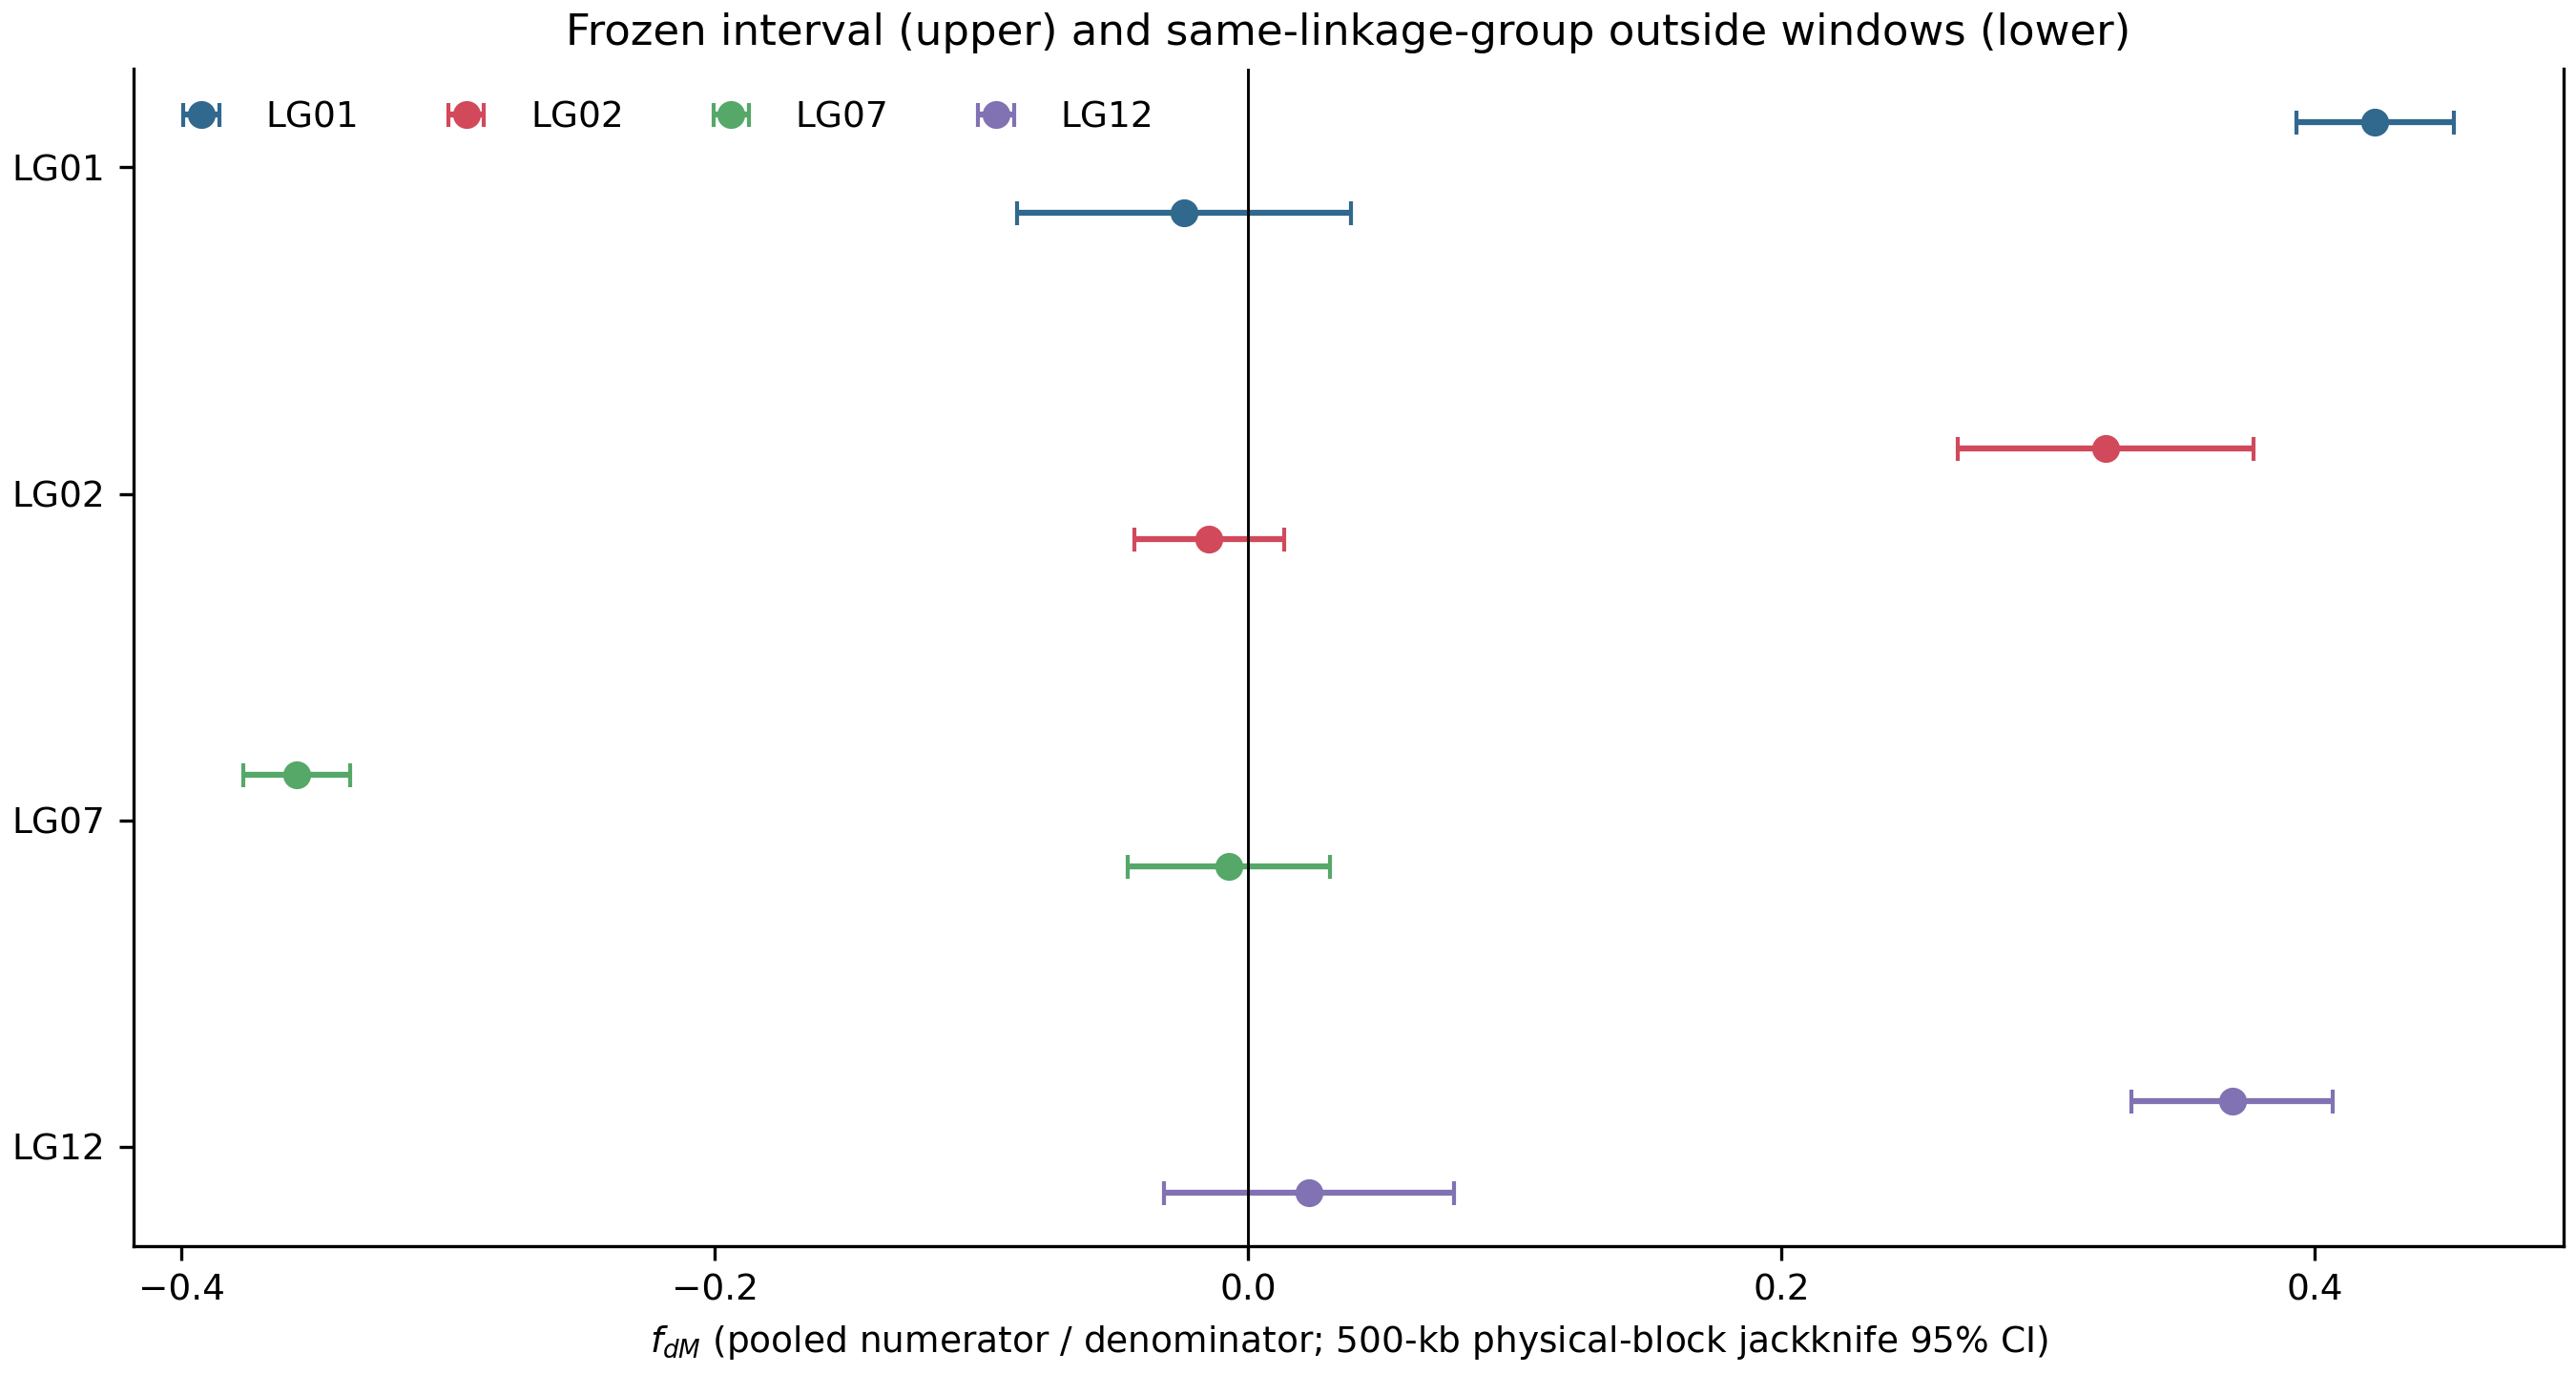 Frozen interval (upper) and same-linkage-group outside windows (lower)
LG01 LG02 LG07 LG12
LG01
LG02
LG07
LG12
−0.4 −0.2 0.0 0.2 0.4
f_dM (pooled numerator / denominator; 500-kb physical-block jackknife 95% CI)